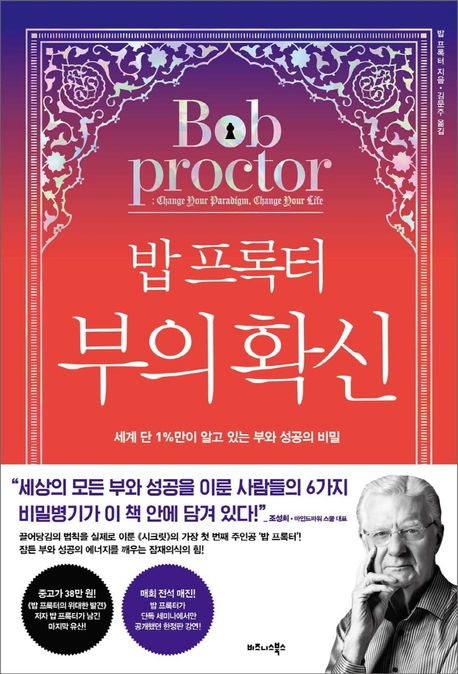 밥 프록터 지음 · 김문주 옮김
Bob
proctor
: Change Your Paradigm, Change Your Life
밥 프록터
부의 확신
세계 단 1%만이 알고 있는 부와 성공의 비밀
“세상의 모든 부와 성공을 이룬 사람들의 6가지
비밀병기가 이 책 안에 담겨 있다!” _ 조성희 · 마인드파워 스쿨 대표
끌어당김의 법칙을 실제로 이룬 《시크릿》의 가장 첫 번째 주인공 ‘밥 프록터’!
잠든 부와 성공의 에너지를 깨우는 잠재의식의 힘!
중고가 38만 원!
《밥 프록터의 위대한 발견》
저자 밥 프록터가 남긴
마지막 유산!
매회 전석 매진!
밥 프록터가
단독 세미나에서만
공개했던 한정판 강연!
비즈니스북스